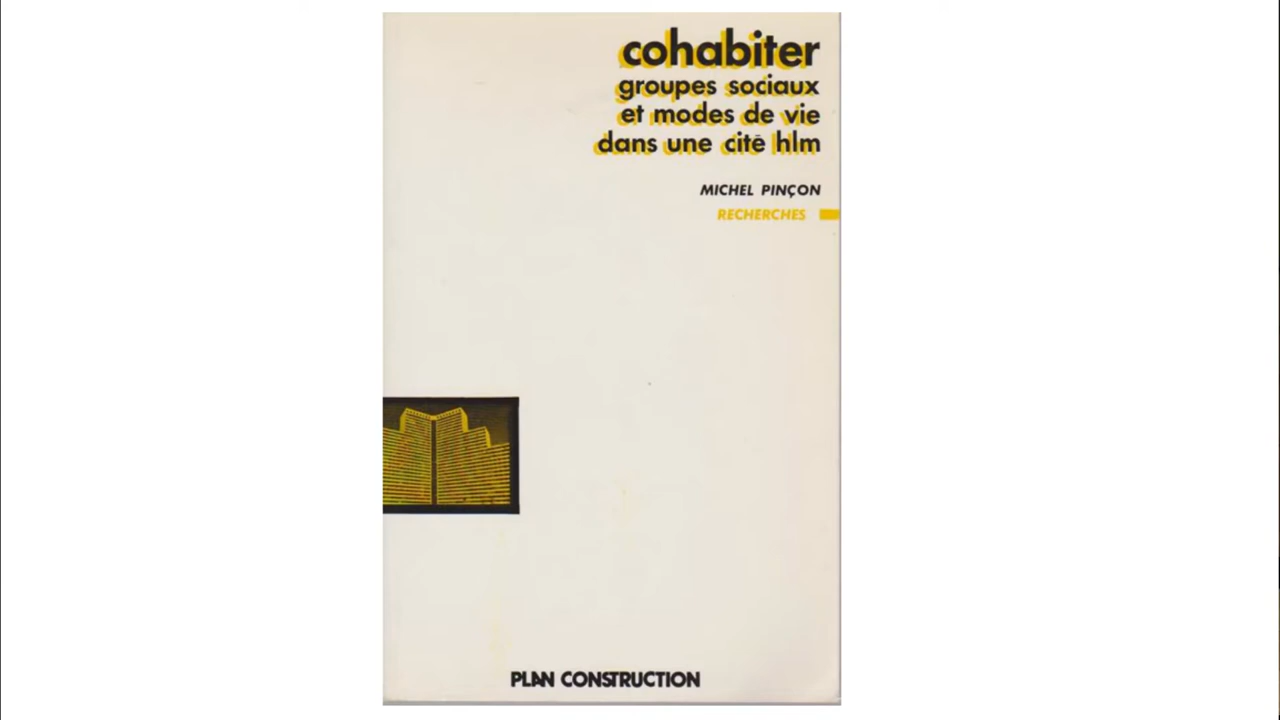 cohabiter
groupes sociaux
et modes de vie
dans une cité hlm
MICHEL PINÇON
RECHERCHES
PLAN CONSTRUCTION